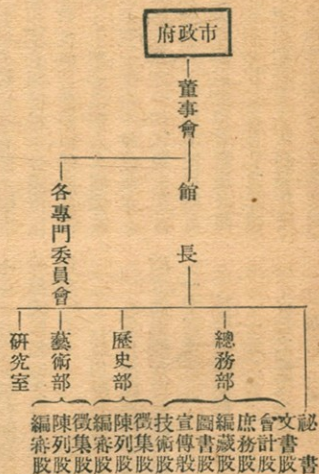 市政府
董事會
館長
各專門委員會
祕書
總務部
文書股
會計股
庶務股
編藏股
圖書股
宣傳股
技術股
歷史部
徵集股
陳列股
編審股
藝術部
徵集股
陳列股
編審股
研究室